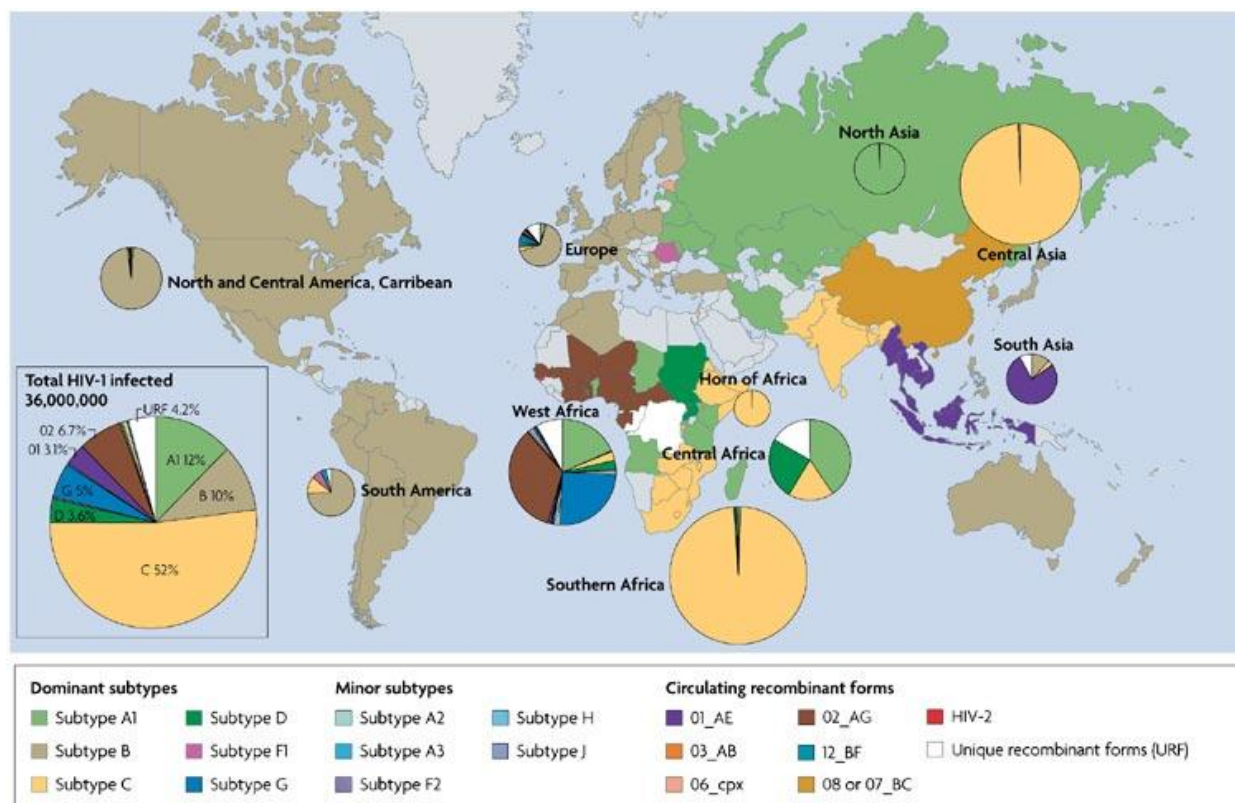 North Asia
Central Asia
Europe
North and Central America, Carribean
South Asia
Horn of Africa
West Africa
Central Africa
South America
Southern Africa
Total HIV-1 infected
36,000,000
URF 4.2%
02 6.7%
01 3.1%
A1 12%
G 5%
B 10%
D 3.6%
C 52%
Dominant subtypes
Subtype A1
Subtype B
Subtype C
Subtype D
Subtype F1
Subtype G
Minor subtypes
Subtype A2
Subtype A3
Subtype F2
Subtype H
Subtype J
Circulating recombinant forms
01_AE
03_AB
06_cpx
02_AG
12_BF
08 or 07_BC
HIV-2
Unique recombinant forms (URF)